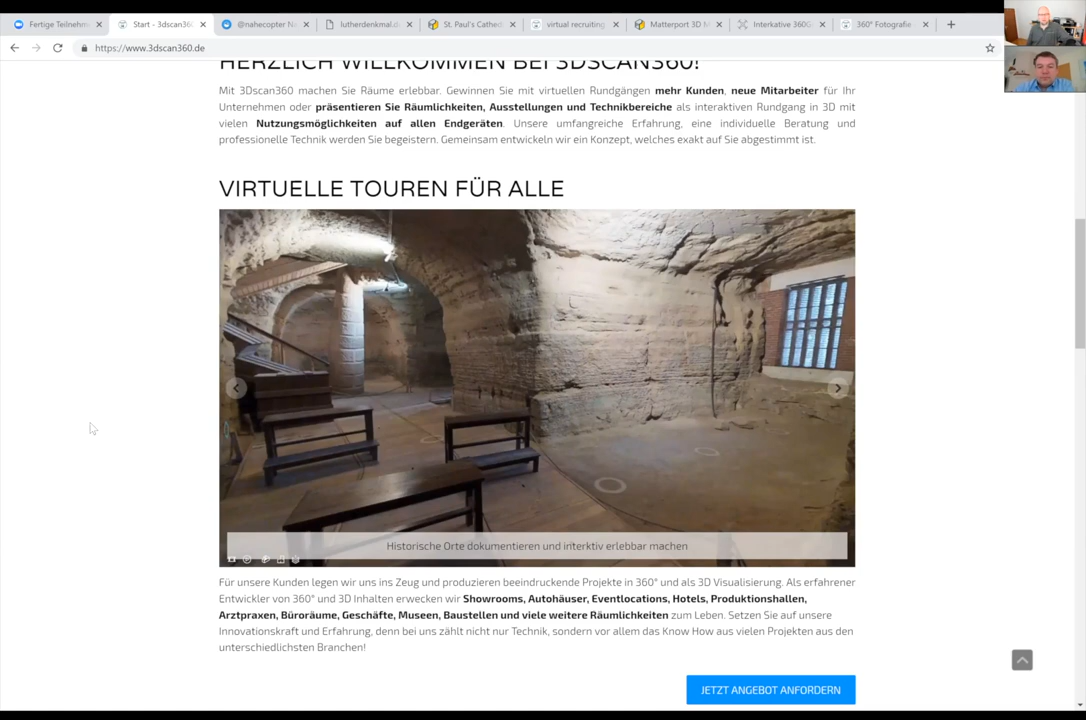 Fertige Teilnehm
Start - 3dscan360
@nahecopter Na
lutherdenkmal.o
St. Paul's Cathed
virtual recruiting
Matterport 3D M
Interkative 360G
360° Fotografie
https://www.3dscan360.de
HERZLICH WILLKOMMEN BEI 3DSCAN360!
Mit 3Dscan360 machen Sie Räume erlebbar. Gewinnen Sie mit virtuellen Rundgängen mehr Kunden, neue Mitarbeiter für Ihr
Unternehmen oder präsentieren Sie Räumlichkeiten, Ausstellungen und Technikbereiche als interaktiven Rundgang in 3D mit
vielen Nutzungsmöglichkeiten auf allen Endgeräten. Unsere umfangreiche Erfahrung, eine individuelle Beratung und
professionelle Technik werden Sie begeistern. Gemeinsam entwickeln wir ein Konzept, welches exakt auf Sie abgestimmt ist.
VIRTUELLE TOUREN FÜR ALLE
Historische Orte dokumentieren und interktiv erlebbar machen
Für unsere Kunden legen wir uns ins Zeug und produzieren beeindruckende Projekte in 360° und als 3D Visualisierung. Als erfahrener
Entwickler von 360° und 3D Inhalten erwecken wir Showrooms, Autohäuser, Eventlocations, Hotels, Produktionshallen,
Arztpraxen, Büroräume, Geschäfte, Museen, Baustellen und viele weitere Räumlichkeiten zum Leben. Setzen Sie auf unsere
Innovationskraft und Erfahrung, denn bei uns zählt nicht nur Technik, sondern vor allem das Know How aus vielen Projekten aus den
unterschiedlichsten Branchen!
JETZT ANGEBOT ANFORDERN